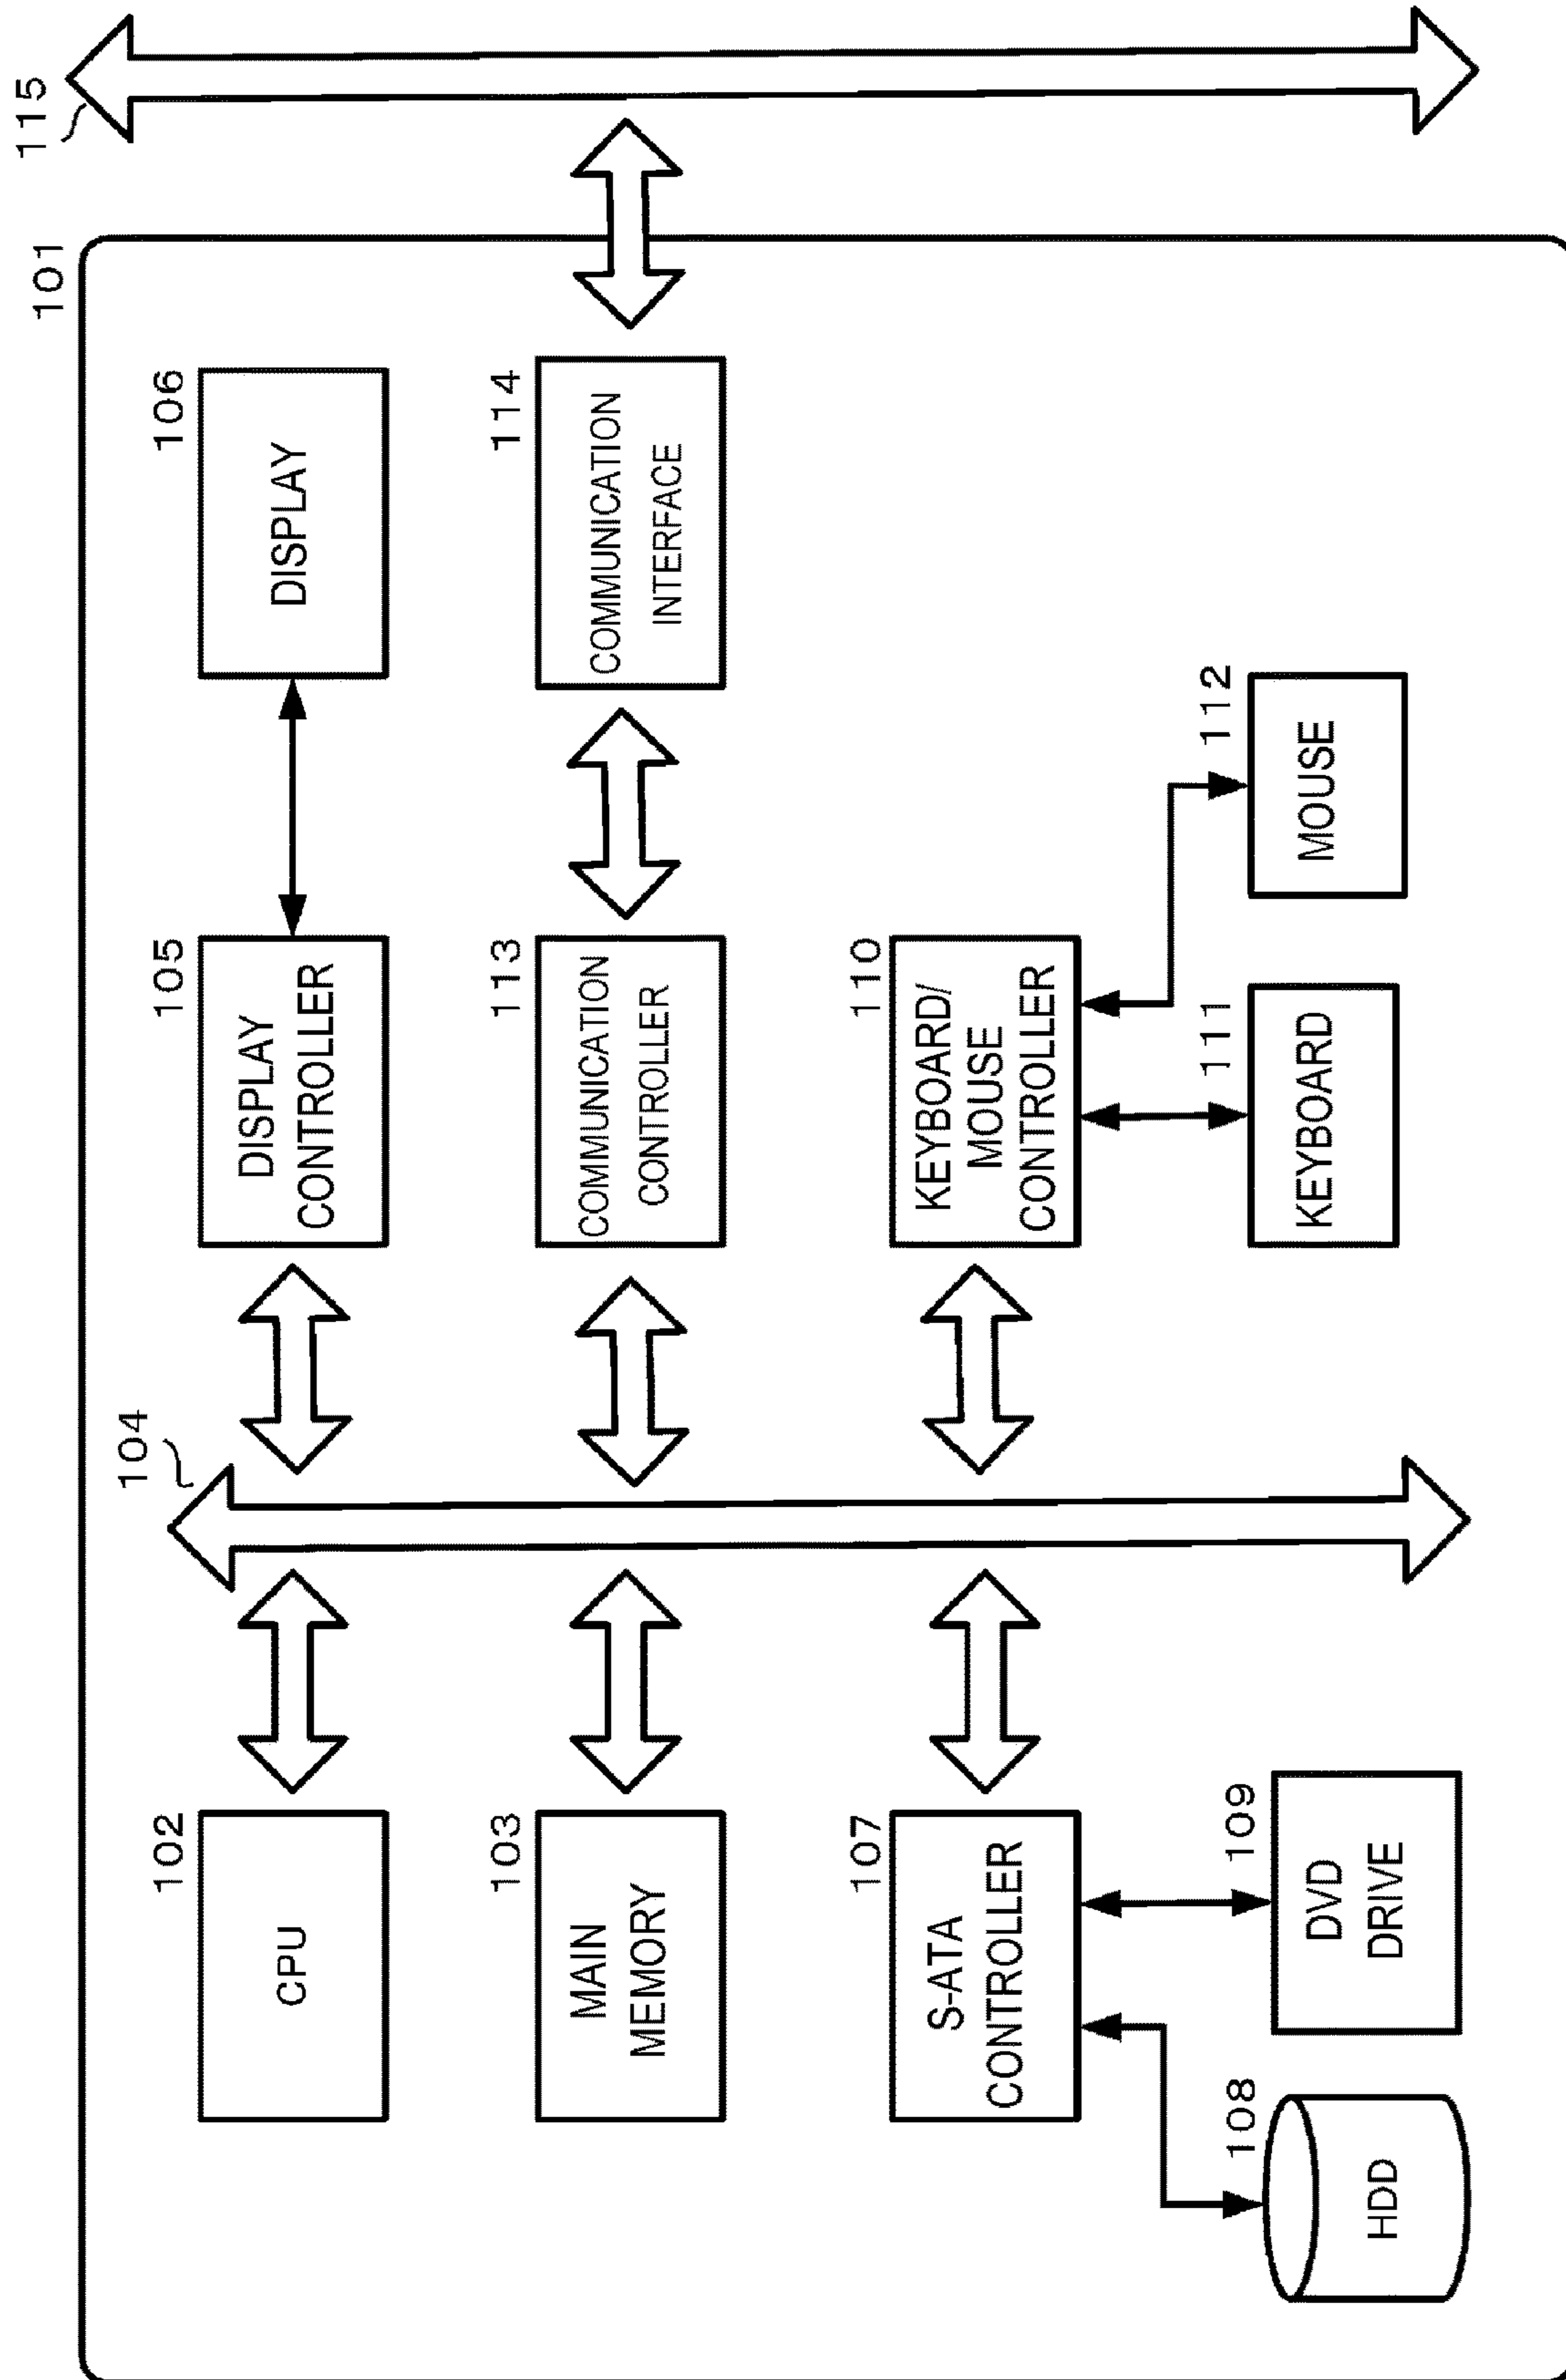 101
115
102
CPU
104
105
DISPLAY
CONTROLLER
106
DISPLAY
103
MAIN
MEMORY
113
COMMUNICATION
CONTROLLER
114
COMMUNICATION
INTERFACE
107
S-ATA
CONTROLLER
110
KEYBOARD/
MOUSE
CONTROLLER
108
HDD
109
DVD
DRIVE
111
KEYBOARD
112
MOUSE